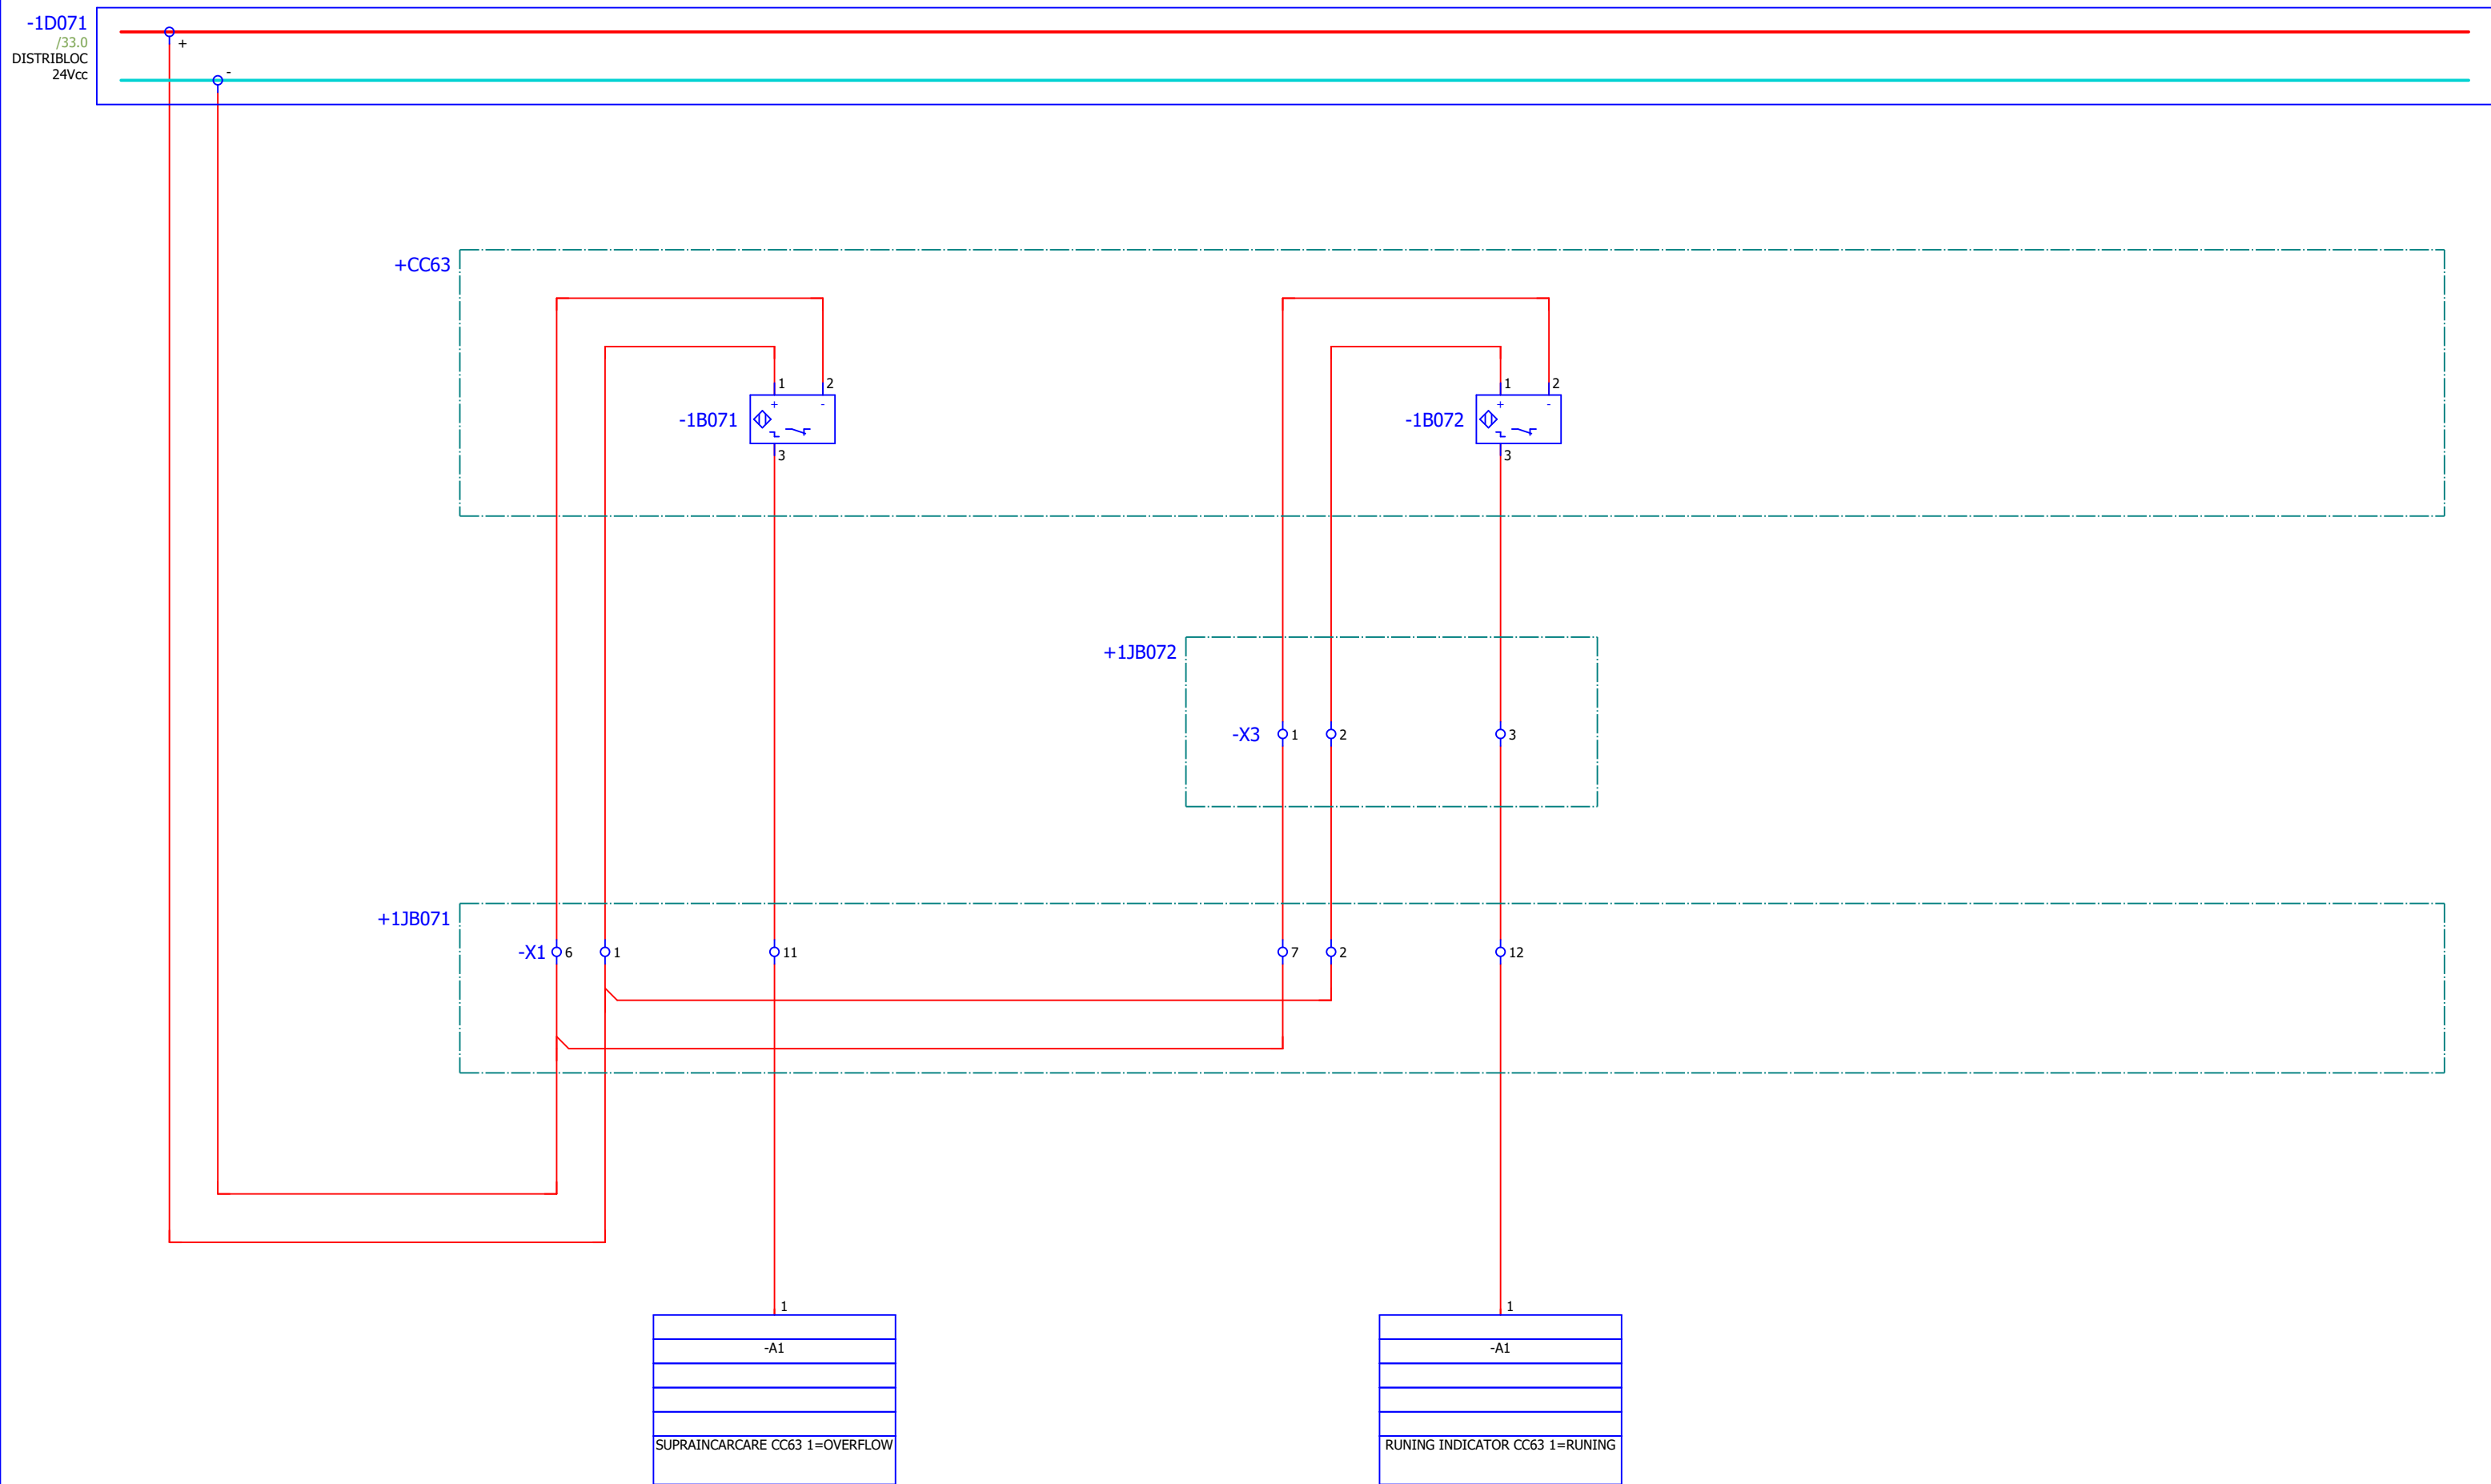 -1D071
/33.0
DISTRIBLOC
24Vcc
+
-
+CC63
1 2
+ -
-1B071
3
1 2
+ -
-1B072
3
+1JB072
-X3 1 2 3
+1JB071
-X1 6 1 11 7 2 12
1
-A1
SUPRAINCARCARE CC63 1=OVERFLOW
1
-A1
RUNING INDICATOR CC63 1=RUNING